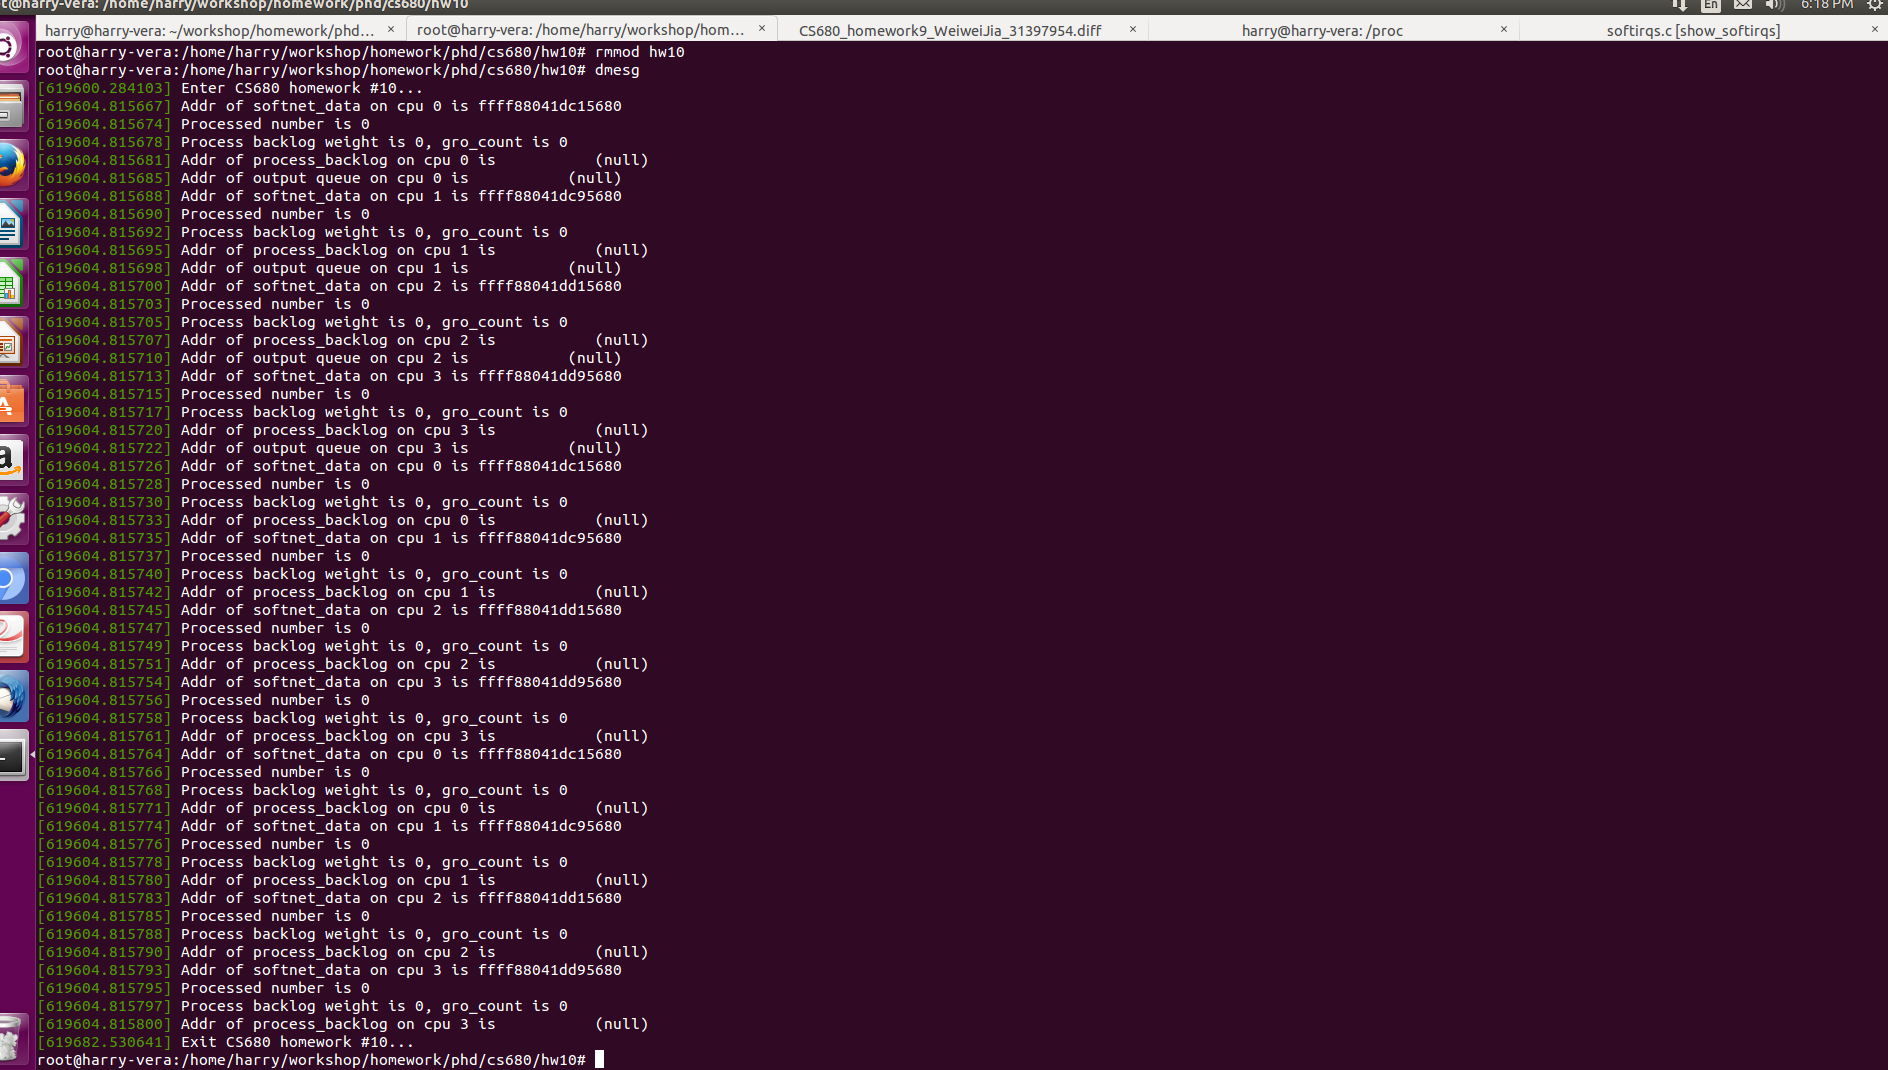 root@harry-vera: /home/harry/workshop/homework/phd/cs680/hw10
En
6:18 PM
harry@harry-vera: ~/workshop/homework/phd... × root@harry-vera: /home/harry/workshop/hom... × CS680_homework9_WeiweiJia_31397954.diff × harry@harry-vera: /proc × softirqs.c [show_softirqs] ×
root@harry-vera:/home/harry/workshop/homework/phd/cs680/hw10# rmmod hw10
root@harry-vera:/home/harry/workshop/homework/phd/cs680/hw10# dmesg
[619600.284103] Enter CS680 homework #10...
[619604.815667] Addr of softnet_data on cpu 0 is ffff88041dc15680
[619604.815674] Processed number is 0
[619604.815678] Process backlog weight is 0, gro_count is 0
[619604.815681] Addr of process_backlog on cpu 0 is           (null)
[619604.815685] Addr of output queue on cpu 0 is           (null)
[619604.815688] Addr of softnet_data on cpu 1 is ffff88041dc95680
[619604.815690] Processed number is 0
[619604.815692] Process backlog weight is 0, gro_count is 0
[619604.815695] Addr of process_backlog on cpu 1 is           (null)
[619604.815698] Addr of output queue on cpu 1 is           (null)
[619604.815700] Addr of softnet_data on cpu 2 is ffff88041dd15680
[619604.815703] Processed number is 0
[619604.815705] Process backlog weight is 0, gro_count is 0
[619604.815707] Addr of process_backlog on cpu 2 is           (null)
[619604.815710] Addr of output queue on cpu 2 is           (null)
[619604.815713] Addr of softnet_data on cpu 3 is ffff88041dd95680
[619604.815715] Processed number is 0
[619604.815717] Process backlog weight is 0, gro_count is 0
[619604.815720] Addr of process_backlog on cpu 3 is           (null)
[619604.815722] Addr of output queue on cpu 3 is           (null)
[619604.815726] Addr of softnet_data on cpu 0 is ffff88041dc15680
[619604.815728] Processed number is 0
[619604.815730] Process backlog weight is 0, gro_count is 0
[619604.815733] Addr of process_backlog on cpu 0 is           (null)
[619604.815735] Addr of softnet_data on cpu 1 is ffff88041dc95680
[619604.815737] Processed number is 0
[619604.815740] Process backlog weight is 0, gro_count is 0
[619604.815742] Addr of process_backlog on cpu 1 is           (null)
[619604.815745] Addr of softnet_data on cpu 2 is ffff88041dd15680
[619604.815747] Processed number is 0
[619604.815749] Process backlog weight is 0, gro_count is 0
[619604.815751] Addr of process_backlog on cpu 2 is           (null)
[619604.815754] Addr of softnet_data on cpu 3 is ffff88041dd95680
[619604.815756] Processed number is 0
[619604.815758] Process backlog weight is 0, gro_count is 0
[619604.815761] Addr of process_backlog on cpu 3 is           (null)
[619604.815764] Addr of softnet_data on cpu 0 is ffff88041dc15680
[619604.815766] Processed number is 0
[619604.815768] Process backlog weight is 0, gro_count is 0
[619604.815771] Addr of process_backlog on cpu 0 is           (null)
[619604.815774] Addr of softnet_data on cpu 1 is ffff88041dc95680
[619604.815776] Processed number is 0
[619604.815778] Process backlog weight is 0, gro_count is 0
[619604.815780] Addr of process_backlog on cpu 1 is           (null)
[619604.815783] Addr of softnet_data on cpu 2 is ffff88041dd15680
[619604.815785] Processed number is 0
[619604.815788] Process backlog weight is 0, gro_count is 0
[619604.815790] Addr of process_backlog on cpu 2 is           (null)
[619604.815793] Addr of softnet_data on cpu 3 is ffff88041dd95680
[619604.815795] Processed number is 0
[619604.815797] Process backlog weight is 0, gro_count is 0
[619604.815800] Addr of process_backlog on cpu 3 is           (null)
[619682.530641] Exit CS680 homework #10...
root@harry-vera:/home/harry/workshop/homework/phd/cs680/hw10#